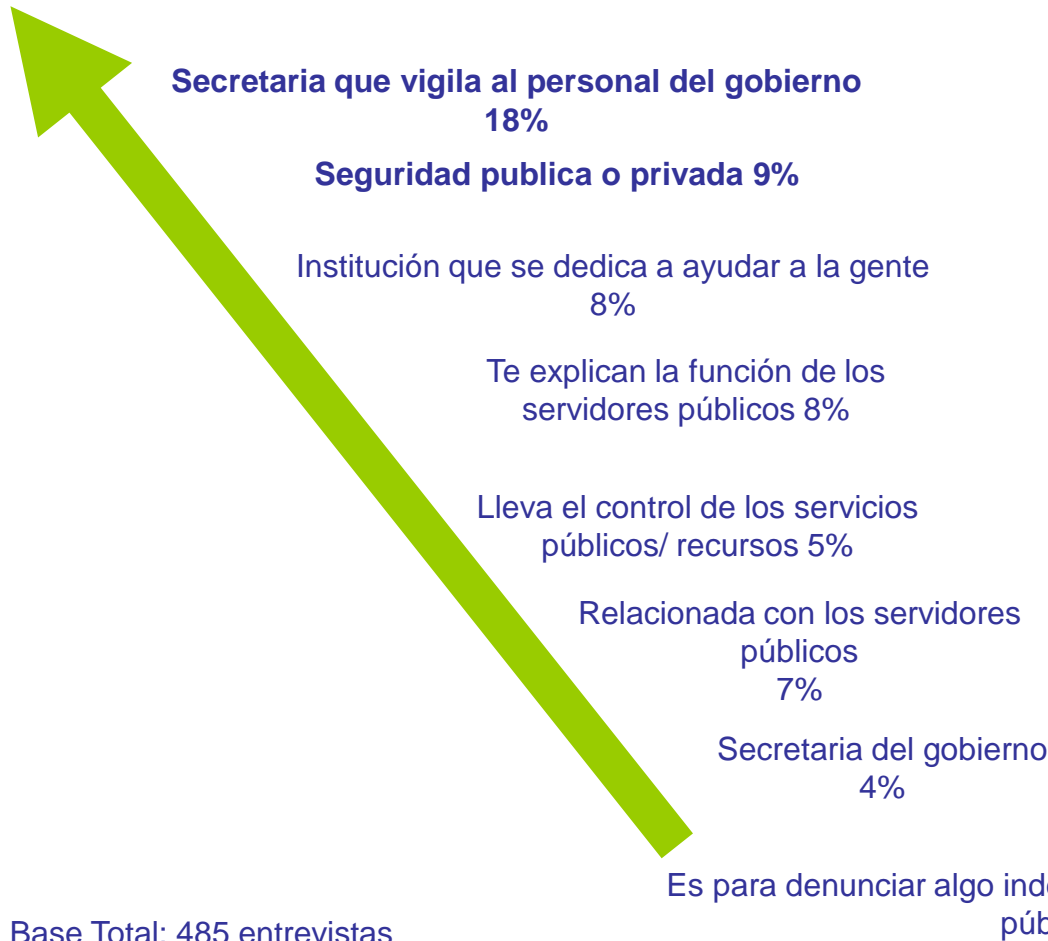 Secretaria que vigila al personal del gobierno
18%
Seguridad publica o privada 9%
Institución que se dedica a ayudar a la gente
8%
Te explican la función de los
servidores públicos 8%
Lleva el control de los servicios
públicos/ recursos 5%
Relacionada con los servidores
públicos
7%
Secretaria del gobierno
4%
Es para denunciar algo
Base Total: 485 entrevistas